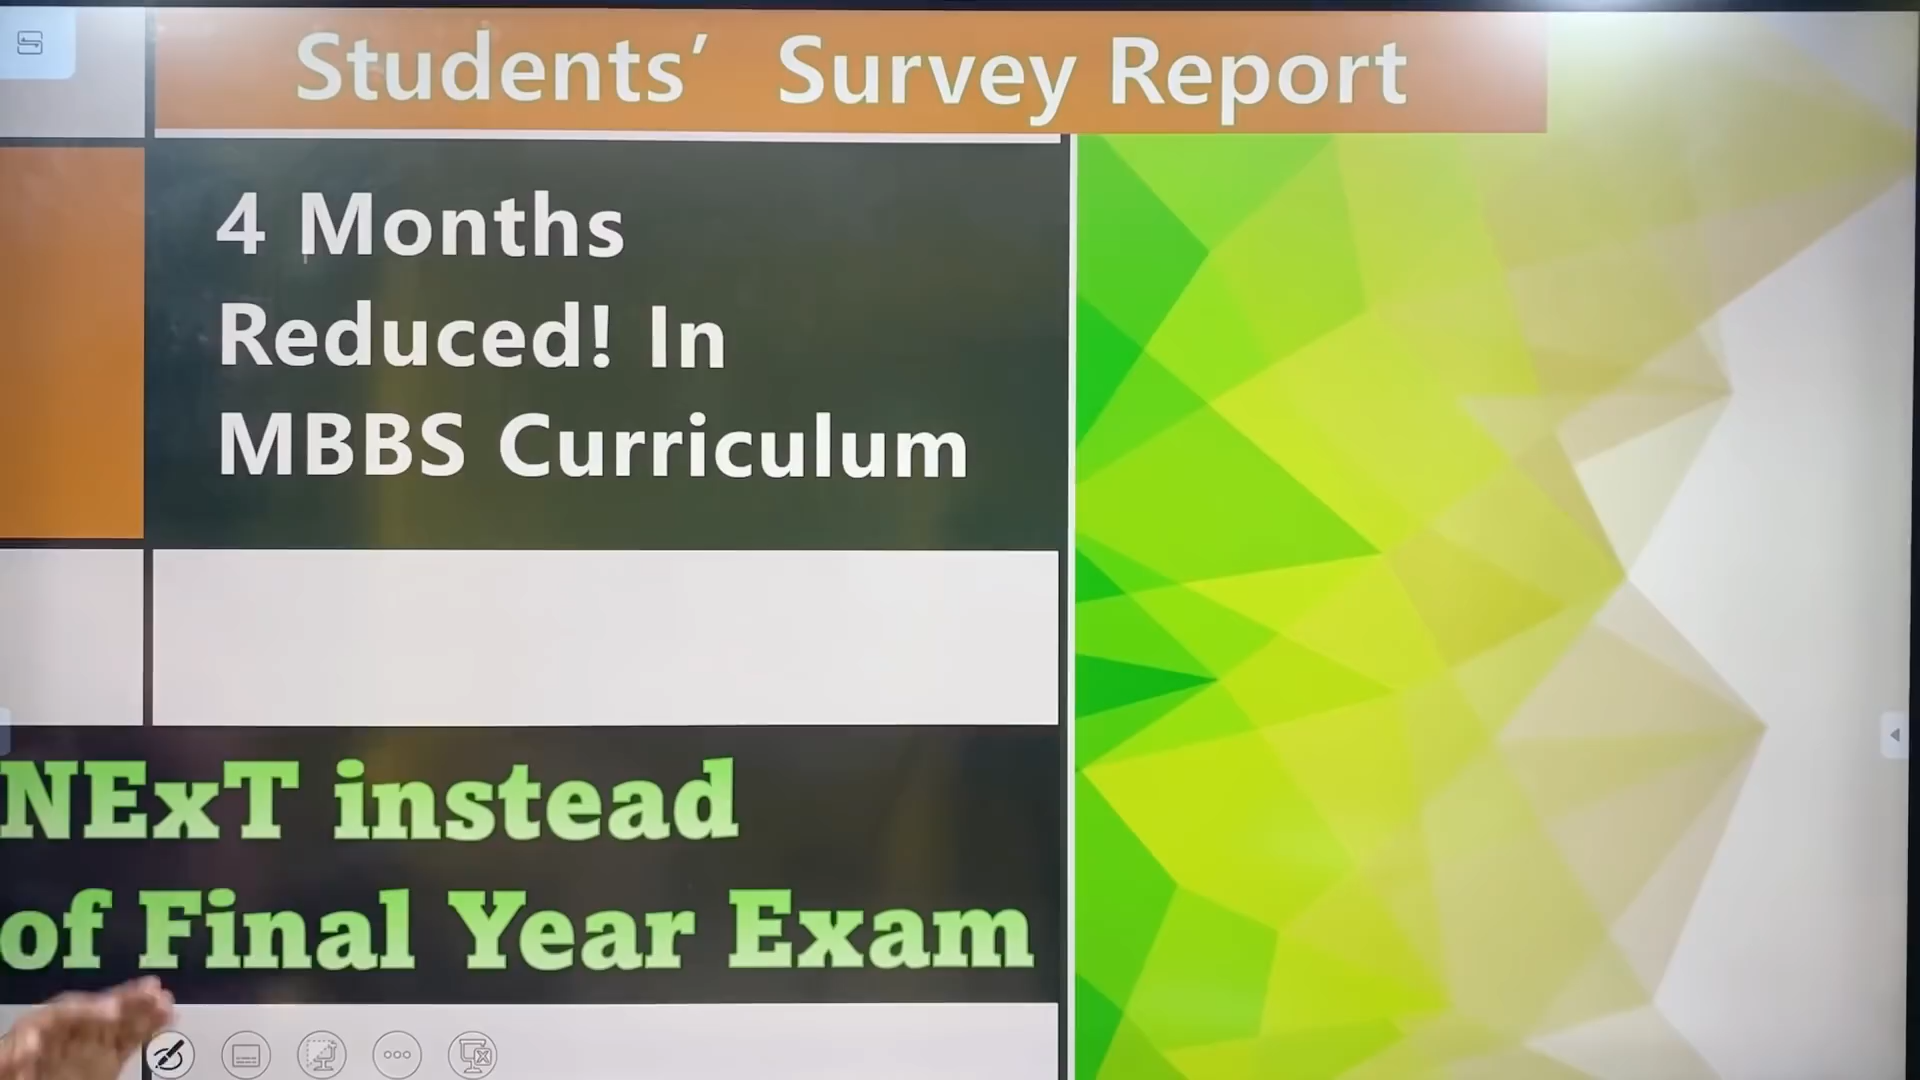 Students’ Survey Report
4 Months
Reduced! In
MBBS Curriculum
NExT instead
of Final Year Exam